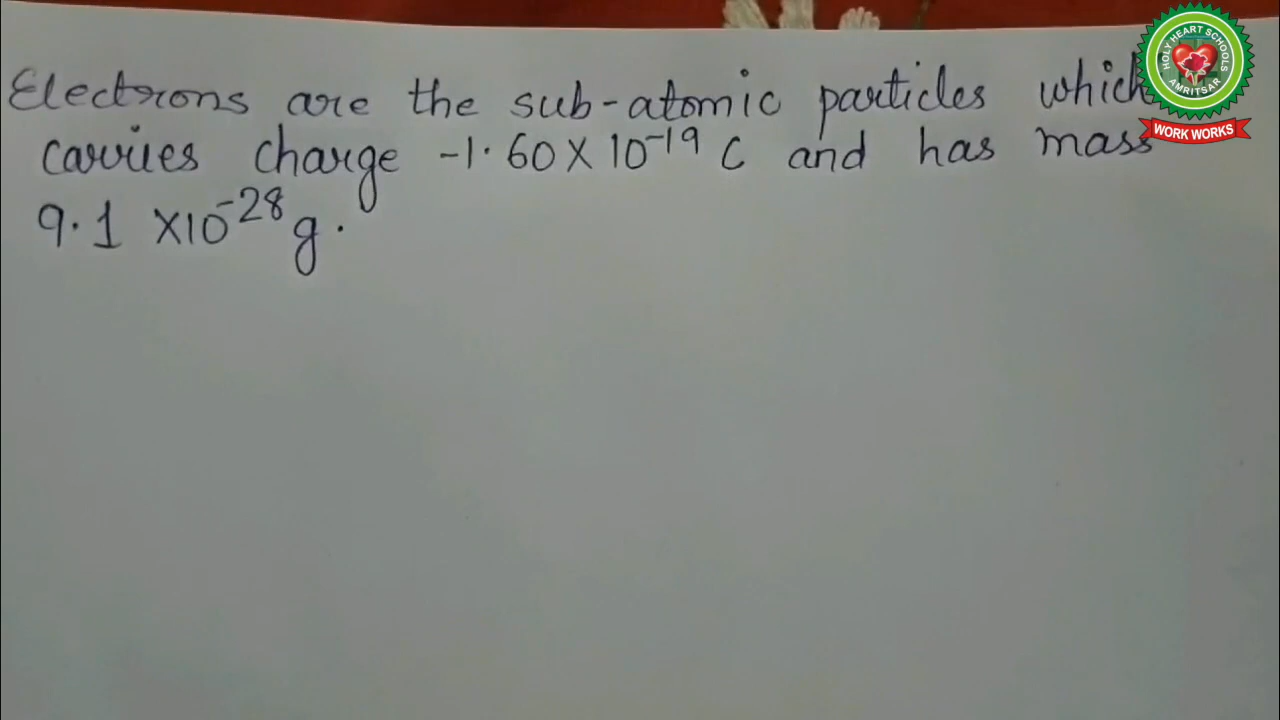 Electrons are the sub-atomic particles which
carries charge -1.60 X 10⁻¹⁹ C and has mass
9.1 X10⁻²⁸ g.
HOLY HEART SCHOOLS
AMRITSAR
WORK WORKS